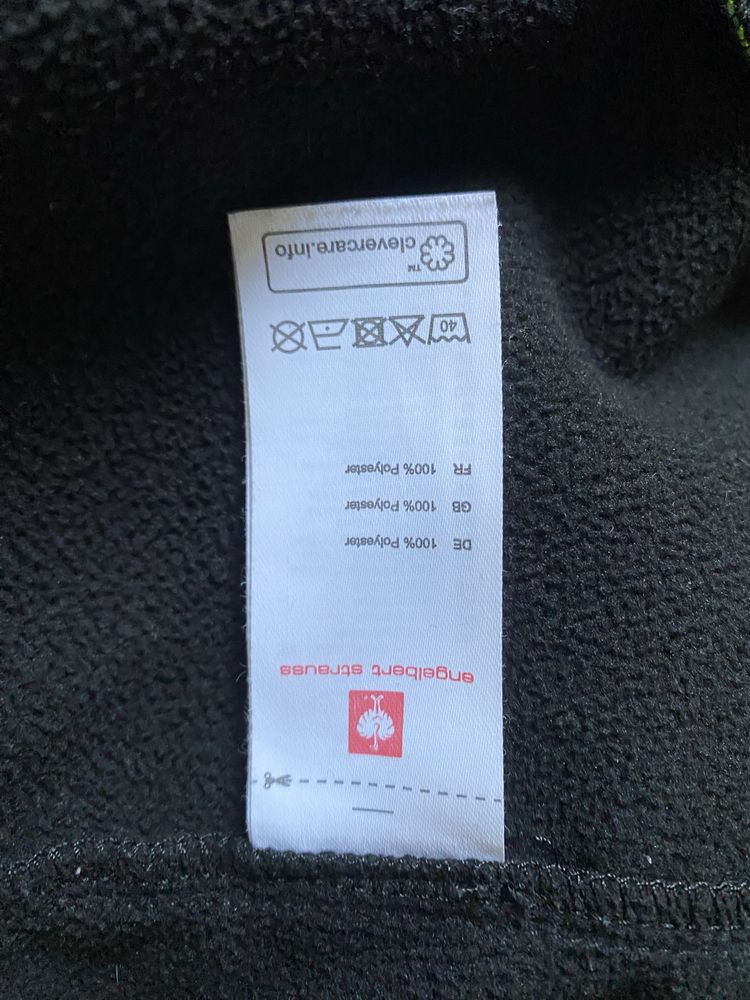 engelbert strauss
DE 100% Polyester
GB 100% Polyester
FR 100% Polyester
40
clevercare.info ™